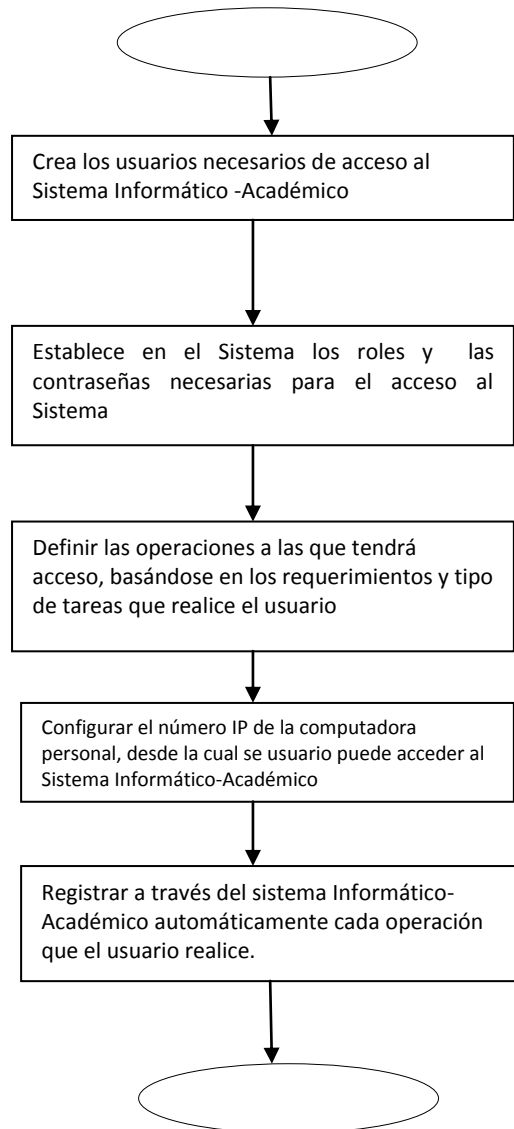 Crea los usuarios necesarios de acceso al
Sistema Informático -Académico
Establece en el Sistema los roles y las
contraseñas necesarias para el acceso al
Sistema
Definir las operaciones a las que tendrá
acceso, basándose en los requerimientos y tipo
de tareas que realice el usuario
Configurar el número IP de la computadora
personal, desde la cual se usuario puede acceder al
Sistema Informático-Académico
Registrar a través del sistema Informático-
Académico automáticamente cada operación
que el usuario realice.